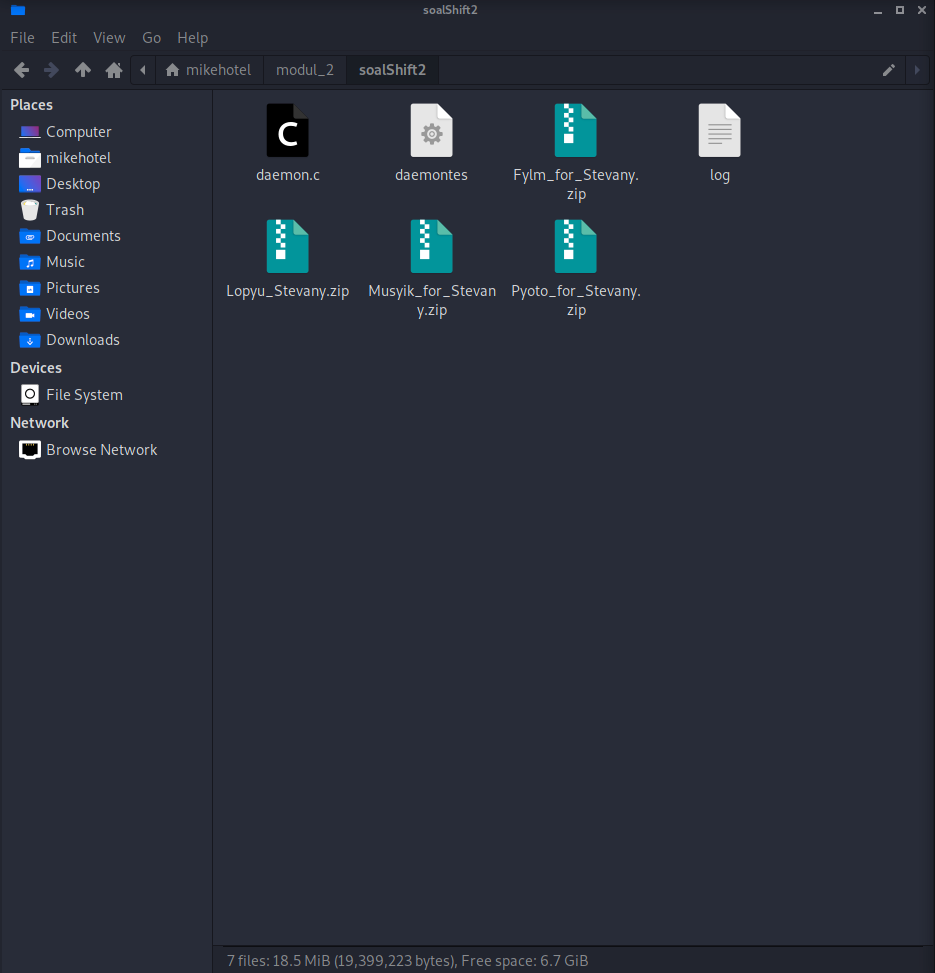 soalShift2
File Edit View Go Help
mikehotel modul_2 soalShift2
Places
Computer
mikehotel
Desktop
Trash
Documents
Music
Pictures
Videos
Downloads
Devices
File System
Network
Browse Network
C
daemon.c
daemontes
Fylm_for_Stevany.
zip
log
Lopyu_Stevany.zip
Musyik_for_Stevan
y.zip
Pyoto_for_Stevany.
zip
7 files: 18.5 MiB (19,399,223 bytes), Free space: 6.7 GiB